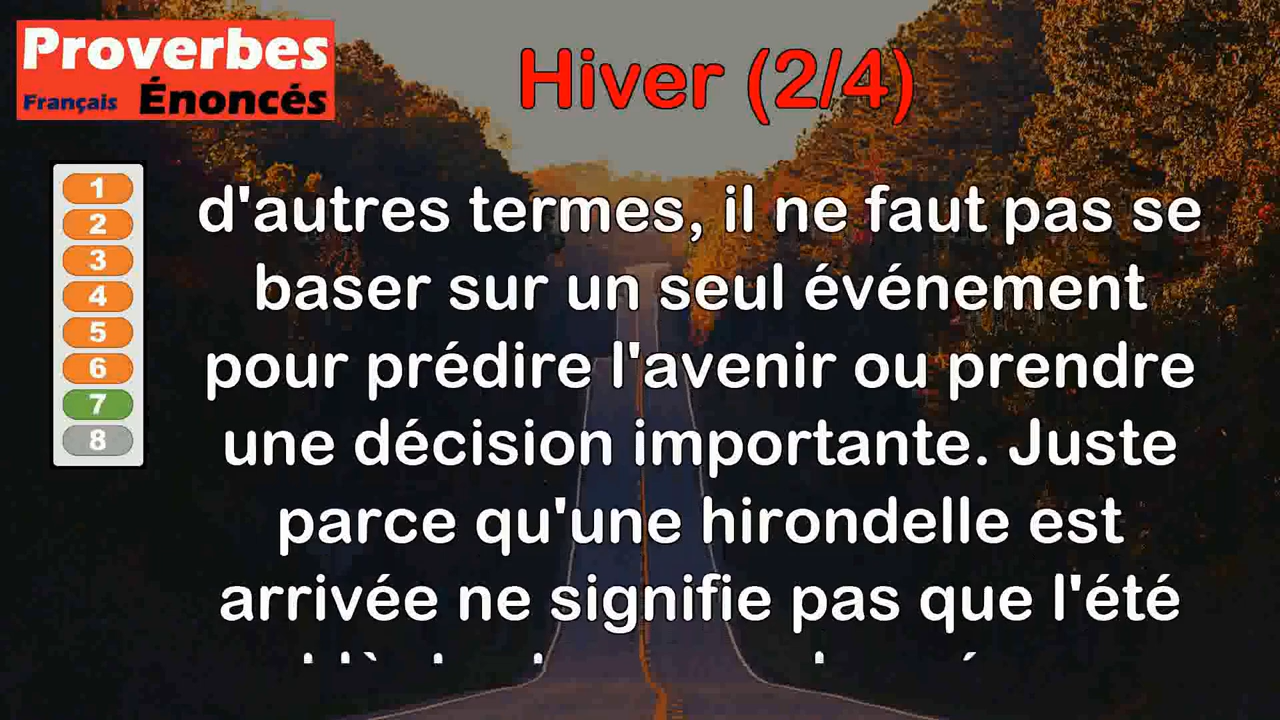 Proverbes
Français Énoncés
Hiver (2/4)
1
2
3
4
5
6
7
8
d'autres termes, il ne faut pas se
baser sur un seul événement
pour prédire l'avenir ou prendre
une décision importante. Juste
parce qu'une hirondelle est
arrivée ne signifie pas que l'été